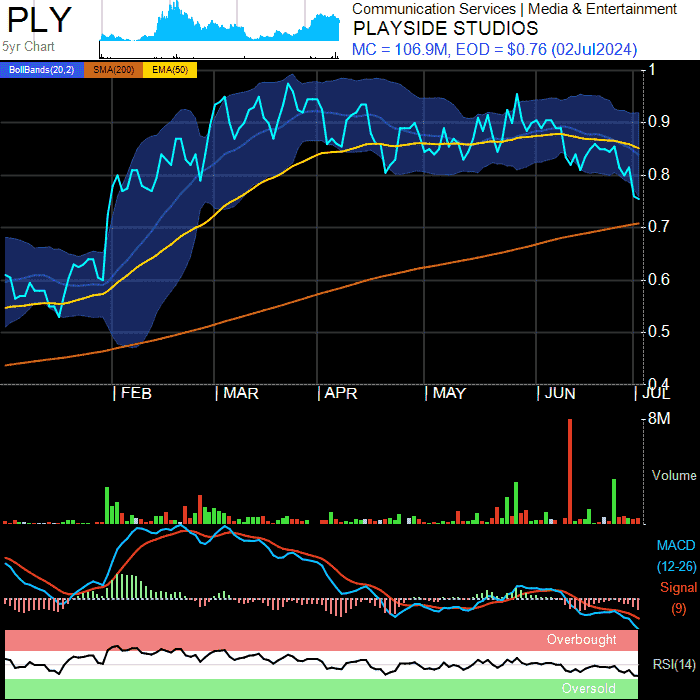 PLY
5yr Chart
Communication Services | Media & Entertainment
PLAYSIDE STUDIOS
MC = 106.9M, EOD = $0.76 (02Jul2024)
BollBands(20,2) SMA(200) EMA(50)
1
0.9
0.8
0.7
0.6
0.5
0.4
FEB MAR APR MAY JUN JUL
8M
Volume
MACD
(12-26)
Signal
(9)
Overbought
RSI(14)
Oversold